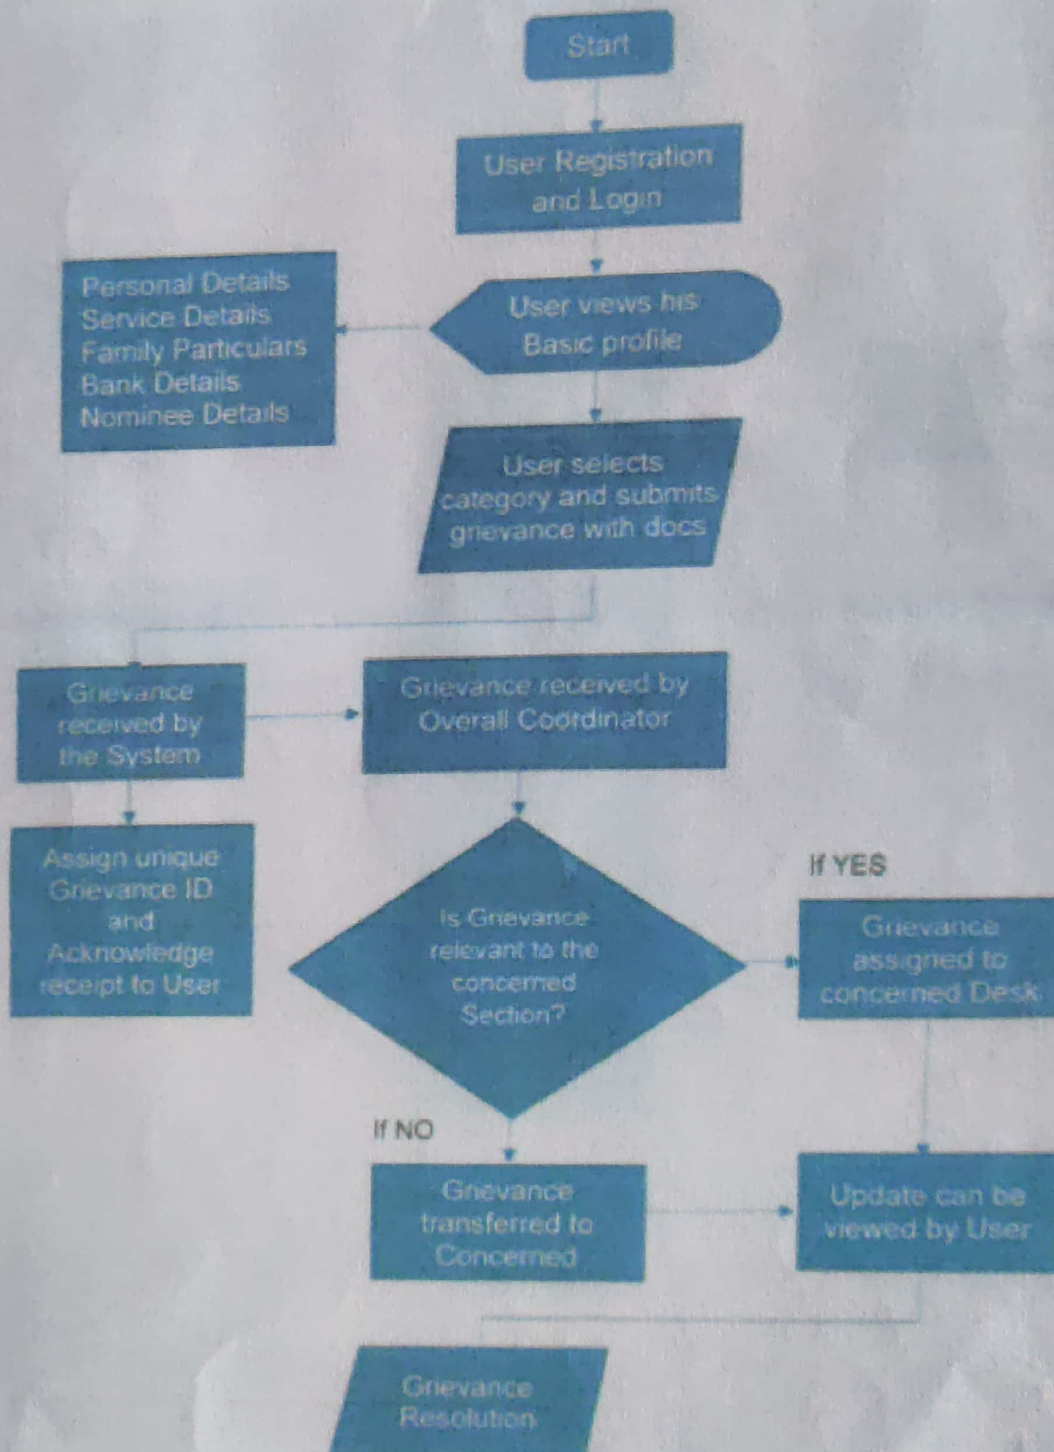 Start
User Registration
and Login
Personal Details
Service Details
Family Particulars
Bank Details
Nominee Details
User views his
Basic profile
User selects
category and submits
grievance with docs
Grievance
received by
the System
Grievance received by
Overall Coordinator
Assign unique
Grievance ID
and
Acknowledge
receipt to User
Is Grievance
relevant to the
concerned
Section?
If YES
Grievance
assigned to
concerned Desk
If NO
Grievance
transferred to
Concerned
Update can be
viewed by User
Grievance
Resolution